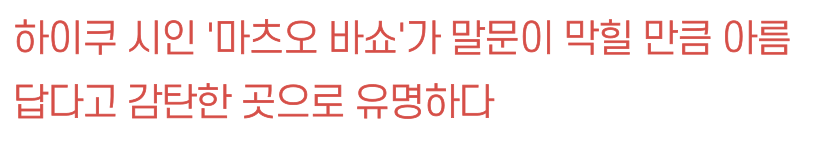 하이쿠 시인 '마츠오 바쇼'가 말문이 막힐 만큼 아름
답다고 감탄한 곳으로 유명하다